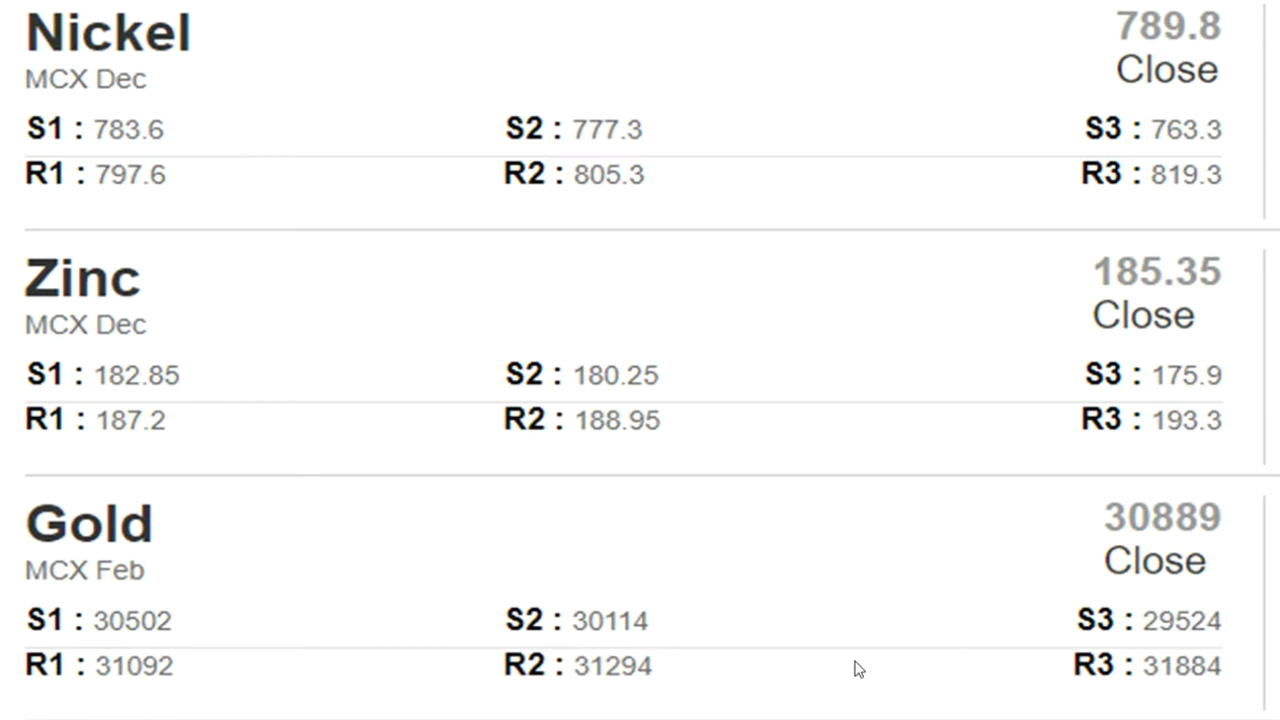 Nickel 789.8
MCX Dec Close
S1 : 783.6 S2 : 777.3 S3 : 763.3
R1 : 797.6 R2 : 805.3 R3 : 819.3
Zinc 185.35
MCX Dec Close
S1 : 182.85 S2 : 180.25 S3 : 175.9
R1 : 187.2 R2 : 188.95 R3 : 193.3
Gold 30889
MCX Feb Close
S1 : 30502 S2 : 30114 S3 : 29524
R1 : 31092 R2 : 31294 R3 : 31884